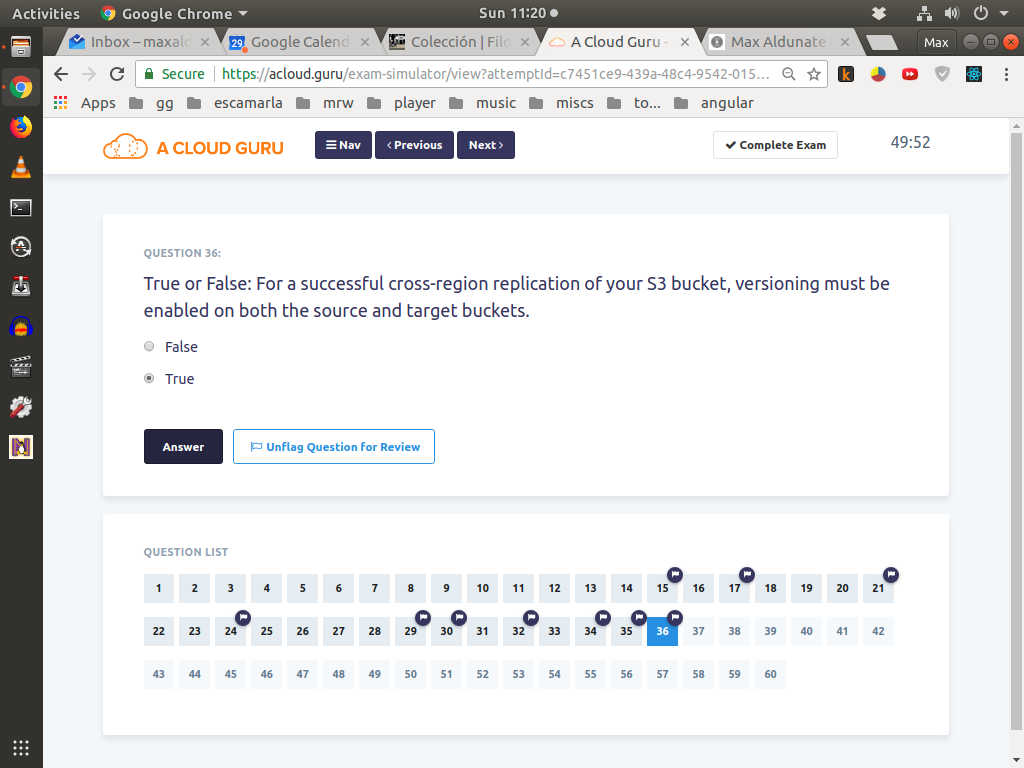 Activities Google Chrome Sun 11:20
Inbox – maxald Google Calend Colección | Filo A Cloud Guru - Max Aldunate Max
Secure https://acloud.guru/exam-simulator/view?attemptId=c7451ce9-439a-48c4-9542-015...
Apps gg escamarla mrw player music miscs to... angular
A CLOUD GURU Nav Previous Next Complete Exam 49:52
QUESTION 36:
True or False: For a successful cross-region replication of your S3 bucket, versioning must be
enabled on both the source and target buckets.
False
True
Answer Unflag Question for Review
QUESTION LIST
1 2 3 4 5 6 7 8 9 10 11 12 13 14 15 16 17 18 19 20 21
22 23 24 25 26 27 28 29 30 31 32 33 34 35 36 37 38 39 40 41 42
43 44 45 46 47 48 49 50 51 52 53 54 55 56 57 58 59 60